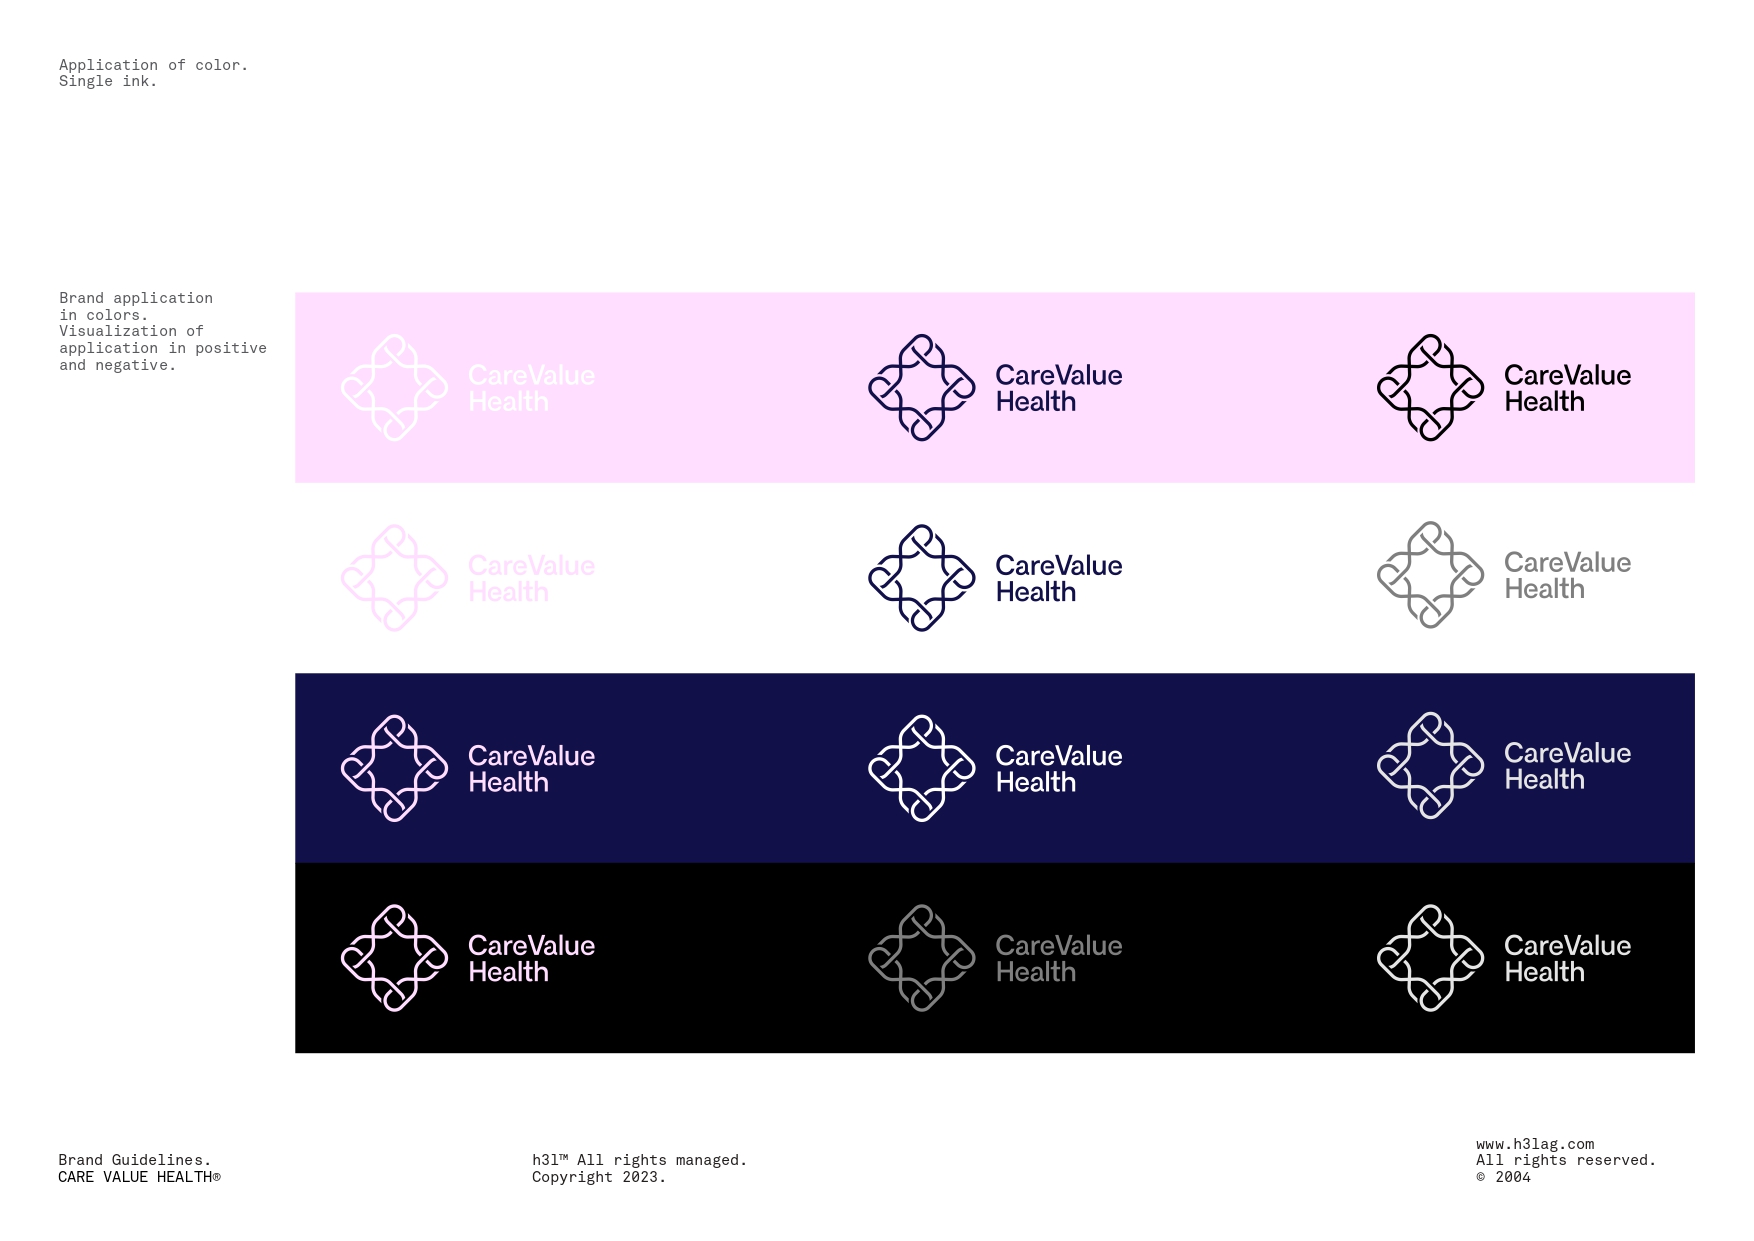 Application of color.
Single ink.
Brand application
in colors.
Visualization of
application in positive
and negative.
CareValue
Health
CareValue
Health
CareValue
Health
CareValue
Health
CareValue
Health
CareValue
Health
CareValue
Health
CareValue
Health
CareValue
Health
CareValue
Health
CareValue
Health
CareValue
Health
Brand Guidelines.
CARE VALUE HEALTH®
h3l™ All rights managed.
Copyright 2023.
www.h3lag.com
All rights reserved.
© 2004